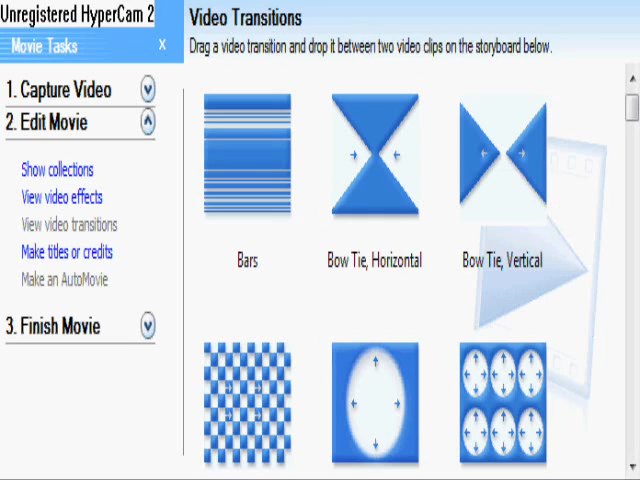 Unregistered HyperCam 2
Movie Tasks x
1. Capture Video
2. Edit Movie
Show collections
View video effects
View video transitions
Make titles or credits
Make an AutoMovie
3. Finish Movie
Video Transitions
Drag a video transition and drop it between two video clips on the storyboard below.
Bars
Bow Tie, Horizontal
Bow Tie, Vertical